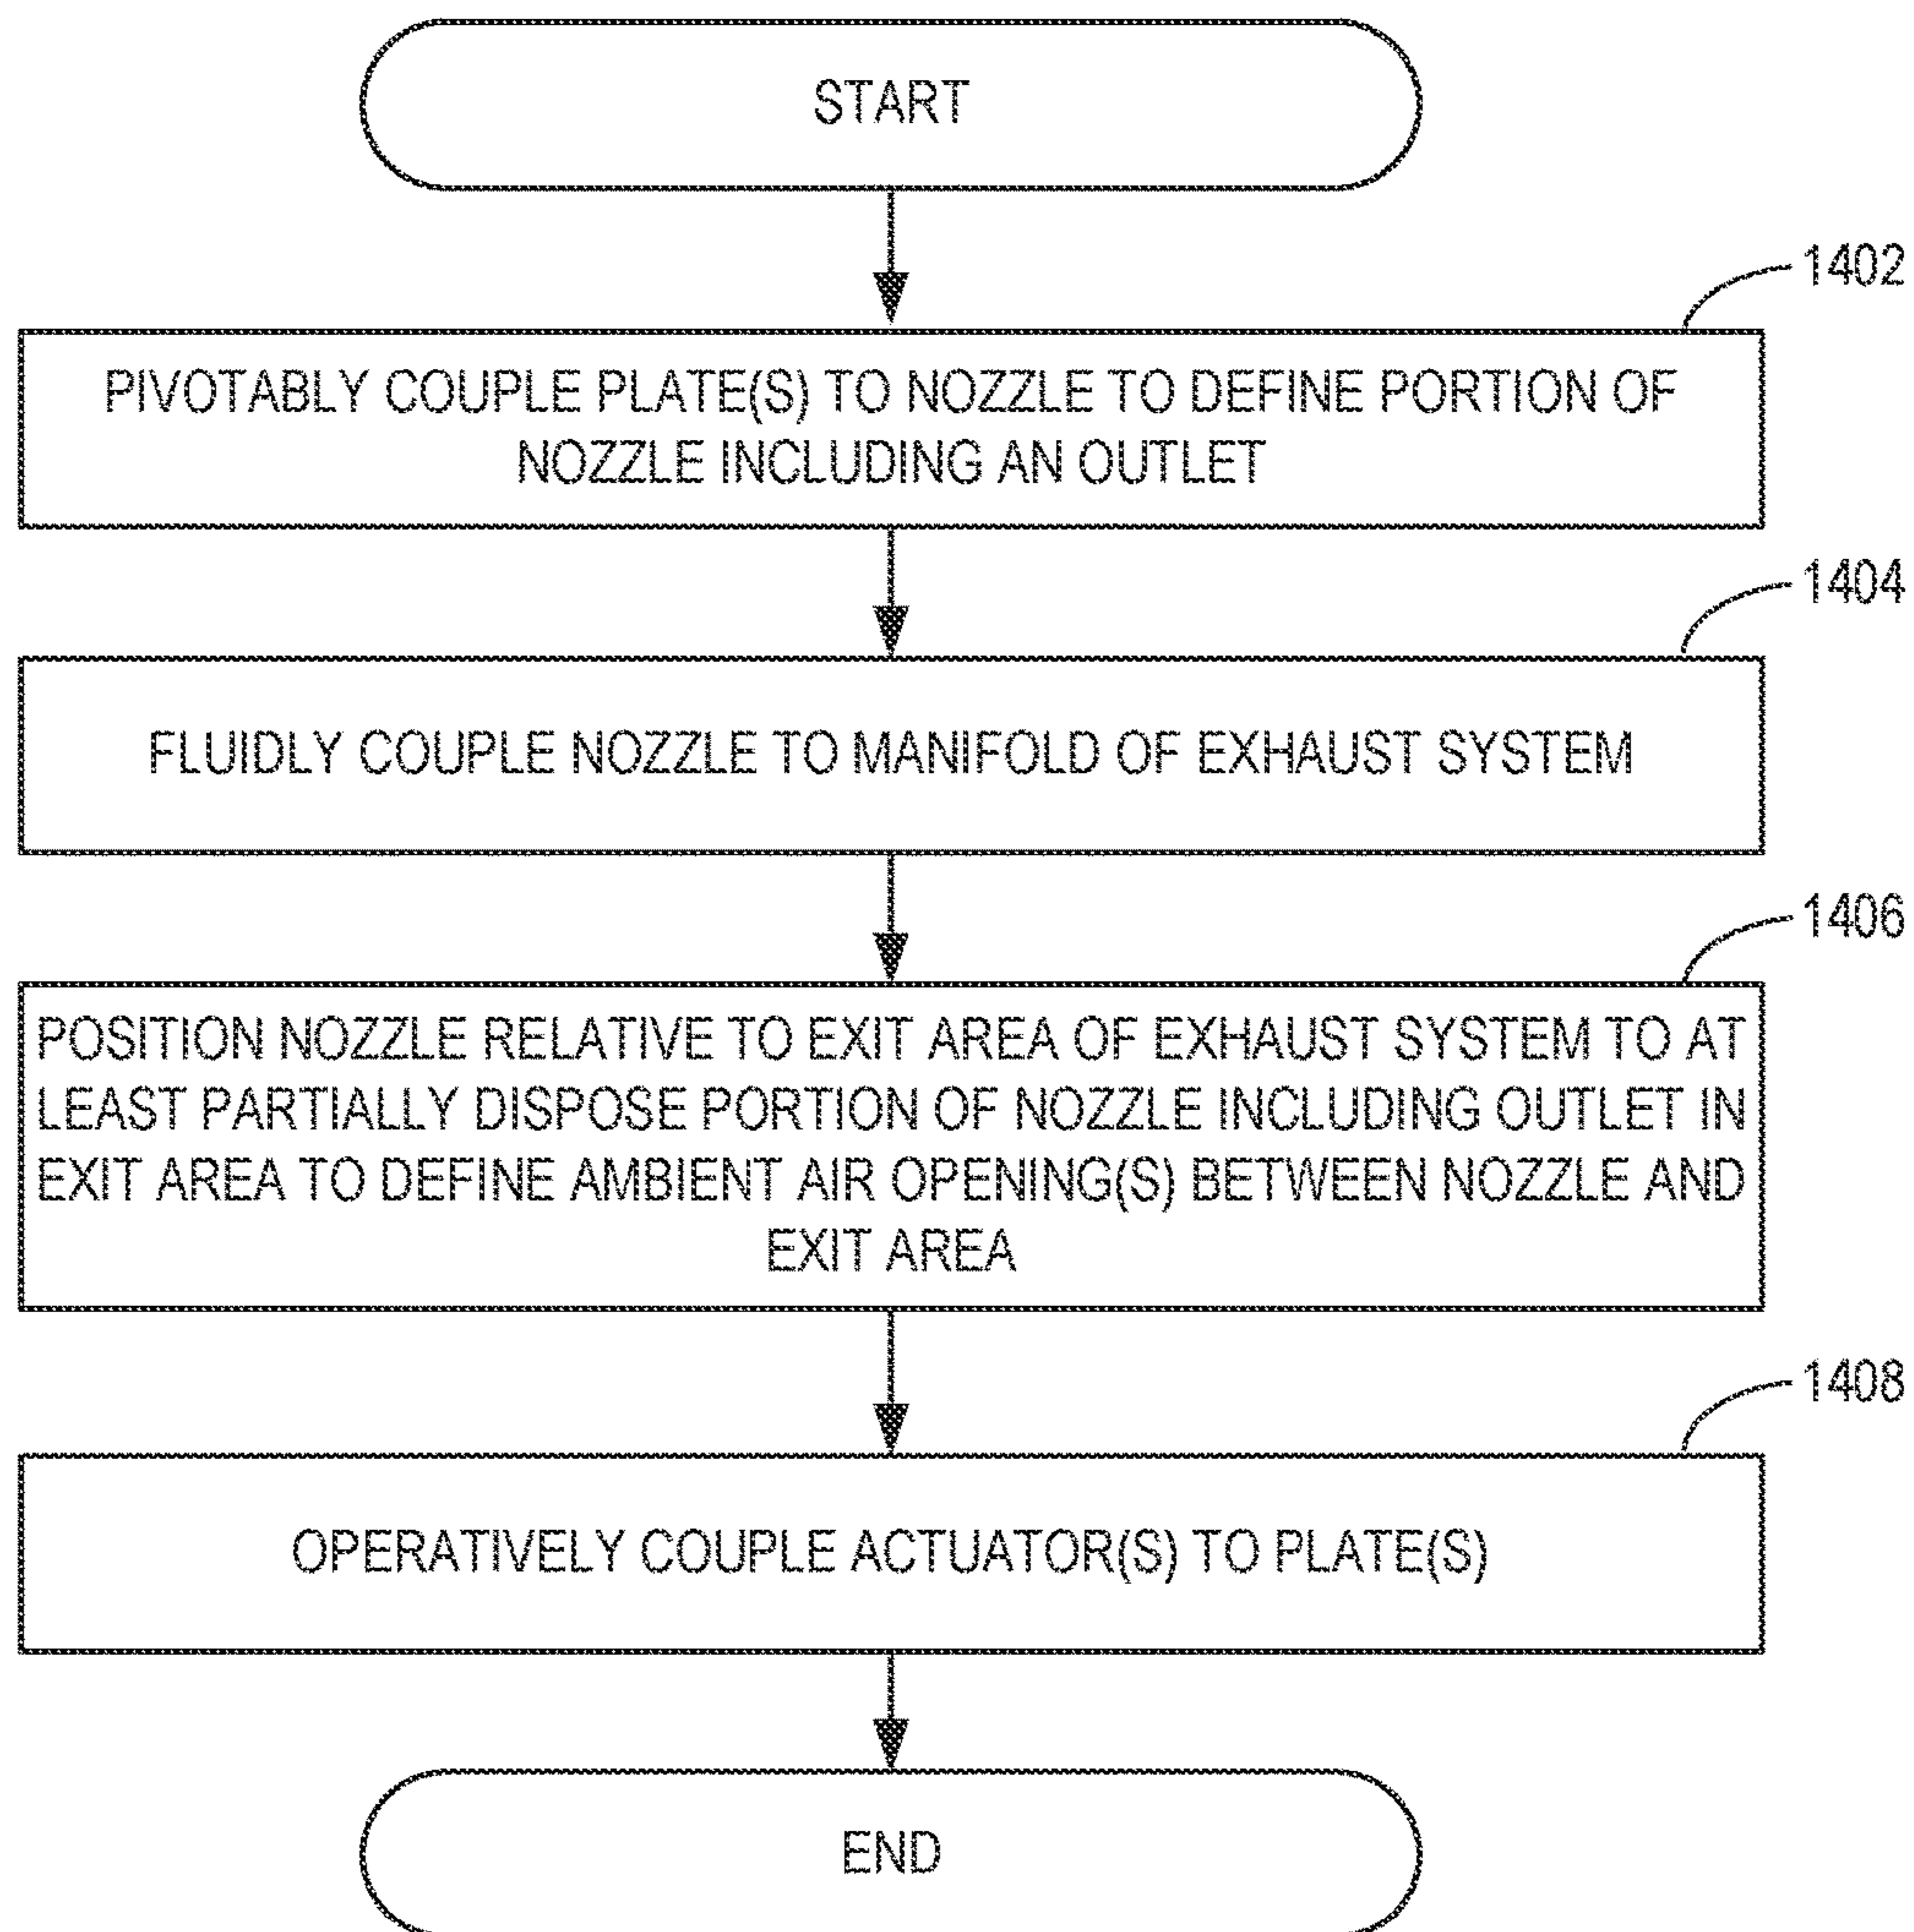 START
1402
PIVOTABLY COUPLE PLATE(S) TO NOZZLE TO DEFINE PORTION OF
NOZZLE INCLUDING AN OUTLET
1404
FLUIDLY COUPLE NOZZLE TO MANIFOLD OF EXHAUST SYSTEM
1406
POSITION NOZZLE RELATIVE TO EXIT AREA OF EXHAUST SYSTEM TO AT
LEAST PARTIALLY DISPOSE PORTION OF NOZZLE INCLUDING OUTLET IN
EXIT AREA TO DEFINE AMBIENT AIR OPENING(S) BETWEEN NOZZLE AND
EXIT AREA
1408
OPERATIVELY COUPLE ACTUATOR(S) TO PLATE(S)
END